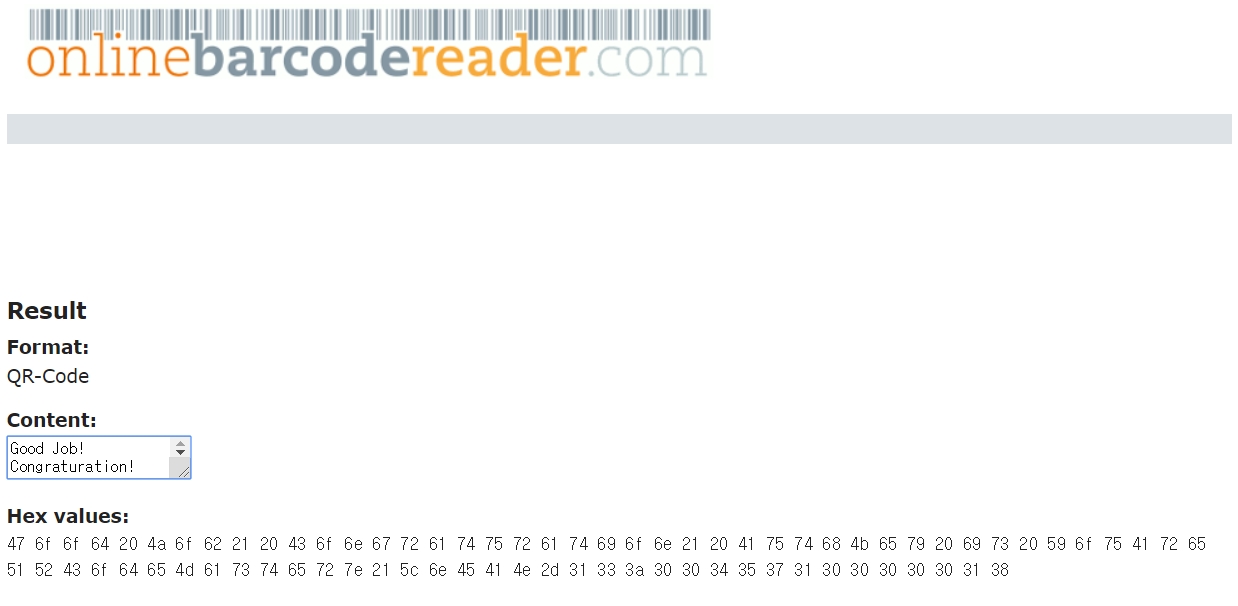 onlinebarcodereader.com
Result
Format:
QR-Code
Content:
Good Job!
Congraturation!
Hex values:
47 6f 6f 64 20 4a 6f 62 21 20 43 6f 6e 67 72 61 74 75 72 61 74 69 6f 6e 21 20 41 75 74 68 4b 65 79 20 69 73 20 59 6f 75 41 72 65
51 52 43 6f 64 65 4d 61 73 74 65 72 7e 21 5c 6e 45 41 4e 2d 31 33 3a 30 30 34 35 37 31 30 30 30 30 30 31 38